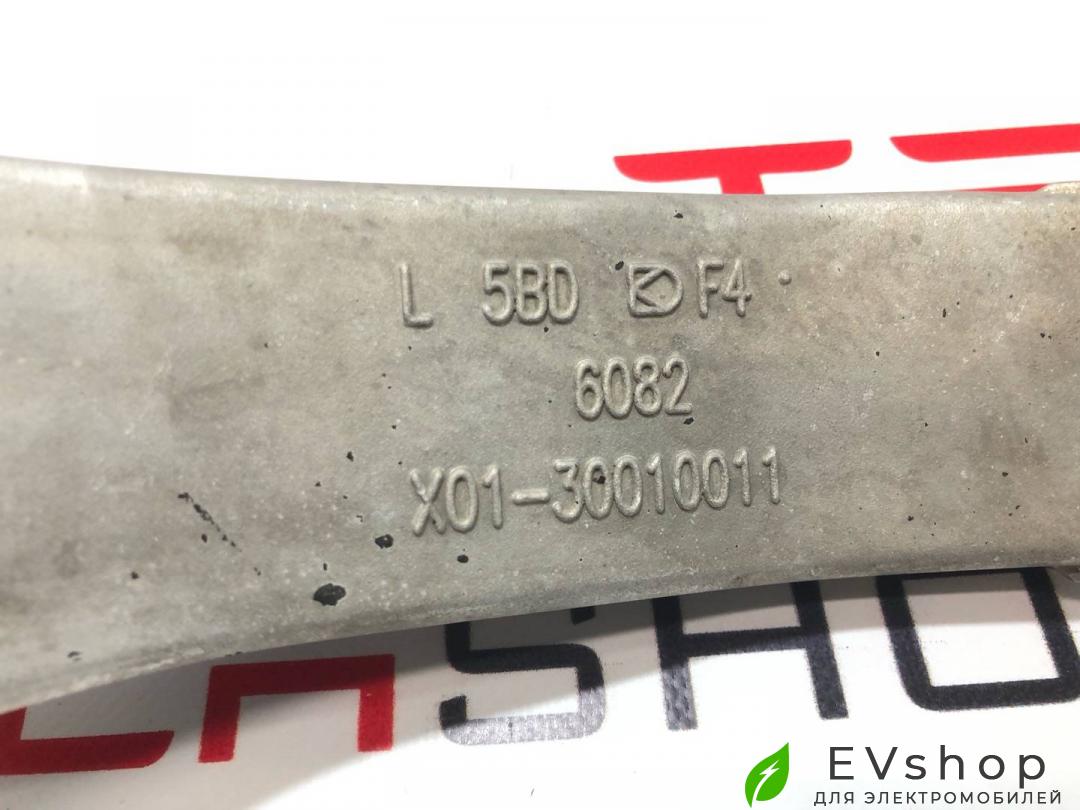 L 5BD K F4
6082
X01-30010011
EVshop
ДЛЯ ЭЛЕКТРОМОБИЛЕЙ